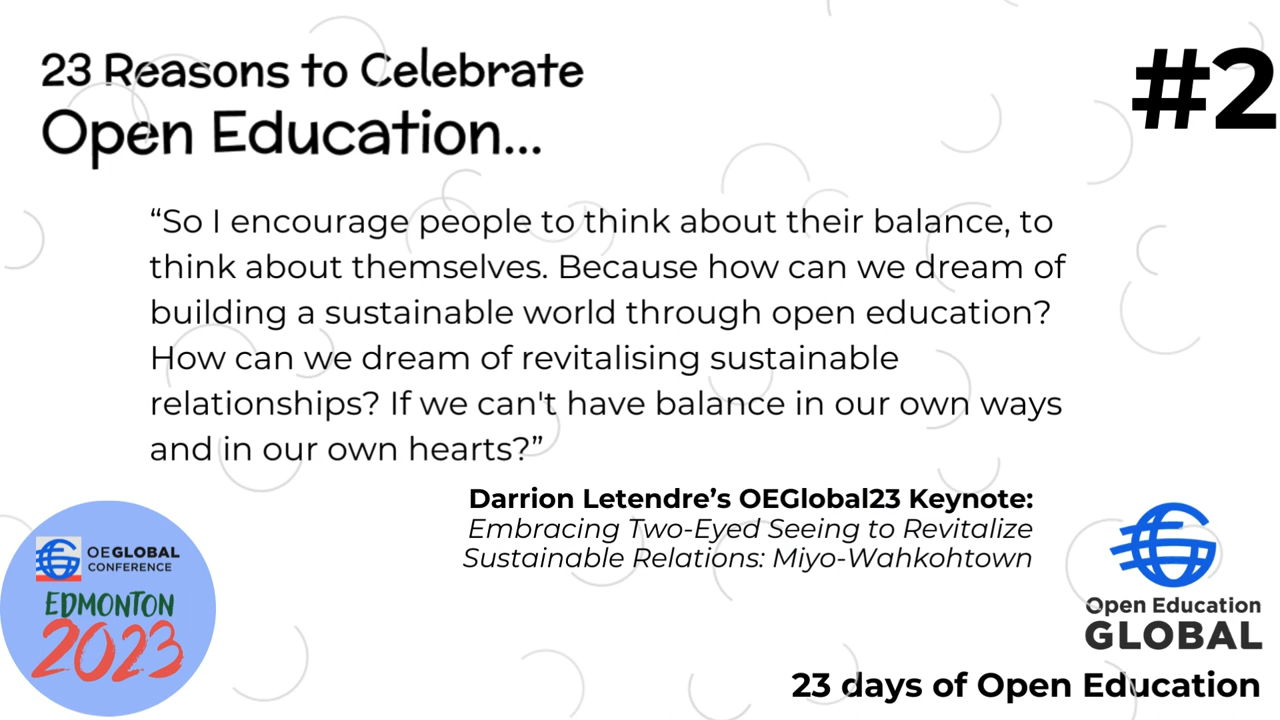 23 Reasons to Celebrate
Open Education...
#2
“So I encourage people to think about their balance, to
think about themselves. Because how can we dream of
building a sustainable world through open education?
How can we dream of revitalising sustainable
relationships? If we can't have balance in our own ways
and in our own hearts?”
Darrion Letendre’s OEGlobal23 Keynote:
Embracing Two-Eyed Seeing to Revitalize
Sustainable Relations: Miyo-Wahkohtown
OEGLOBAL
CONFERENCE
EDMONTON
2023
Open Education
GLOBAL
23 days of Open Education